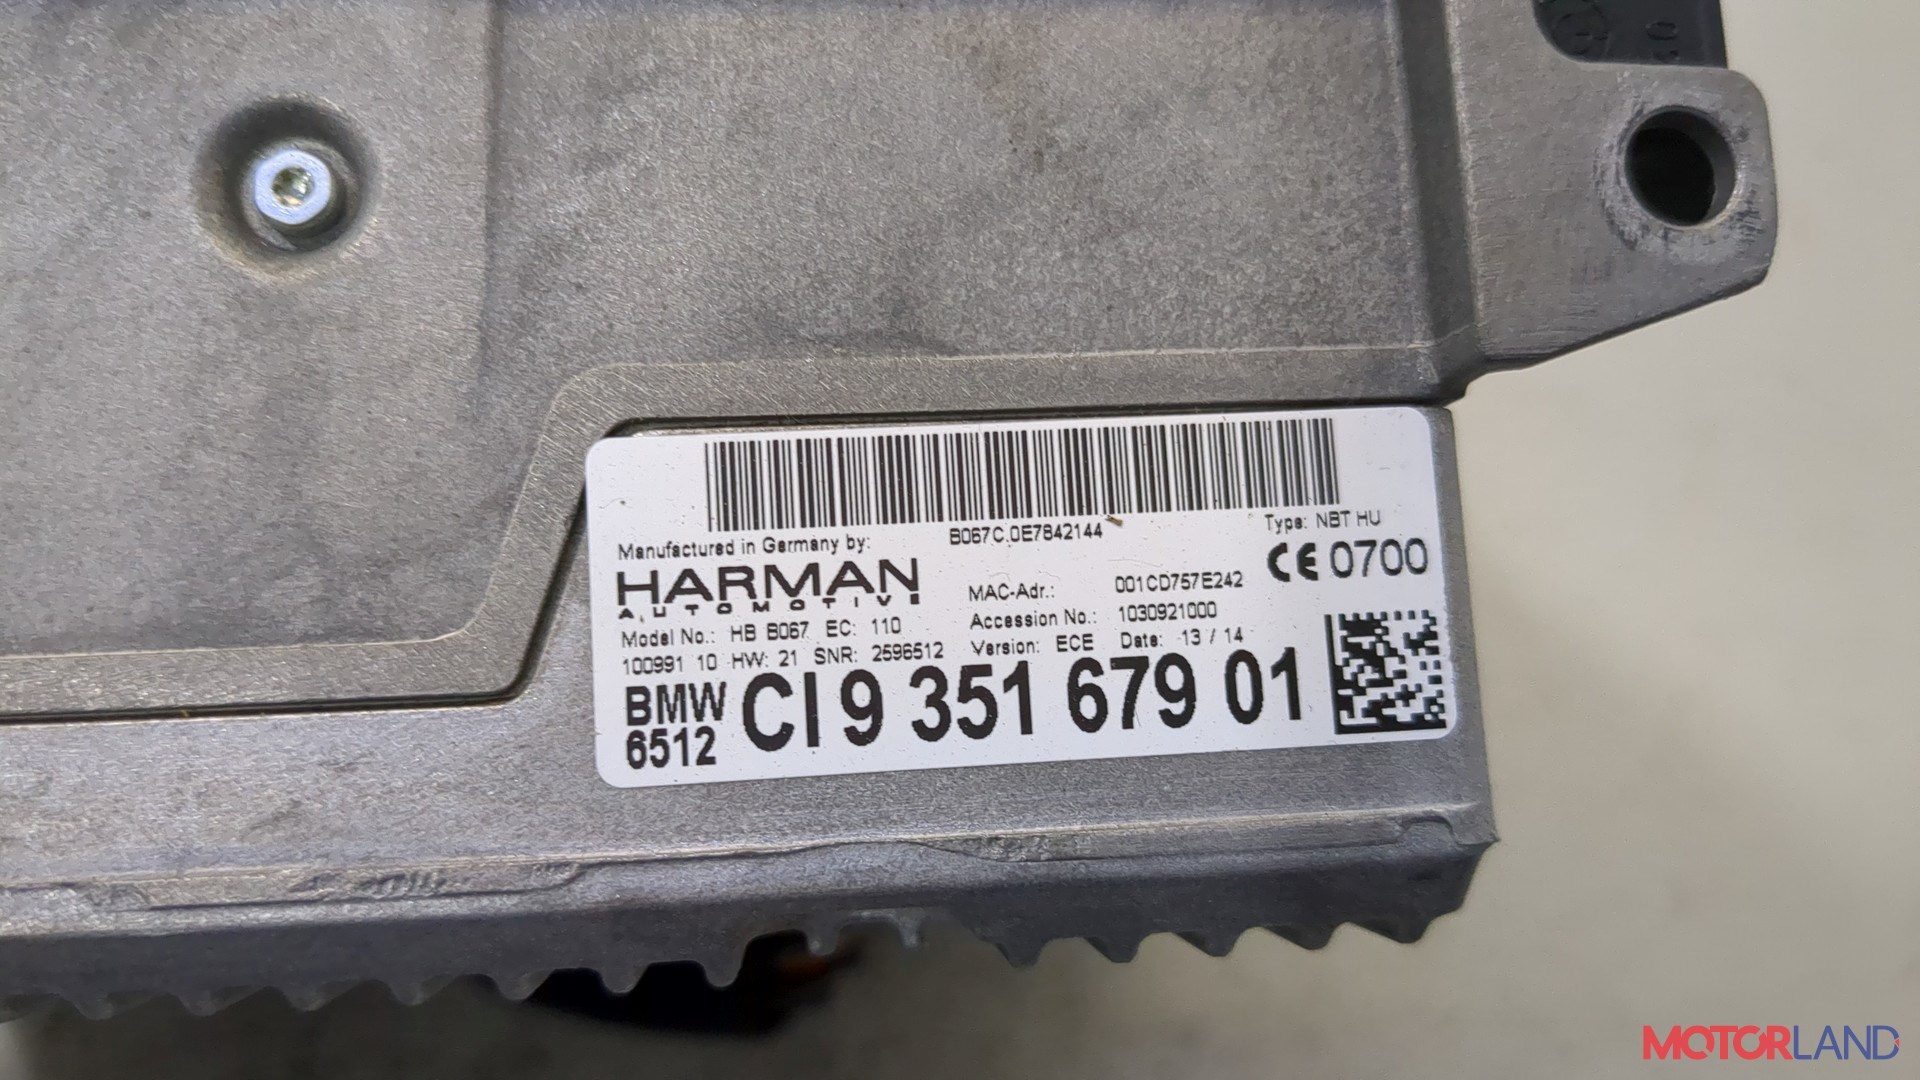 B067C.0E7842144
Type: NBT HU
Manufactured in Germany by:
HARMAN
AUTOMOTIVE
CE 0700
MAC-Adr.: 001CD757E242
Accession No.: 1030921000
Model No.: HB B067 EC: 110
Version: ECE Date: 13 / 14
100991 10 HW: 21 SNR: 2596512
BMW
6512
CI 9 351 679 01
MOTORLAND